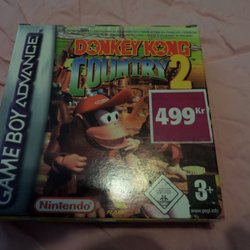 GAME BOY ADVANCE
DONKEY KONG
COUNTRY 2
499 Kr
Nintendo
3+
www.pegi.info